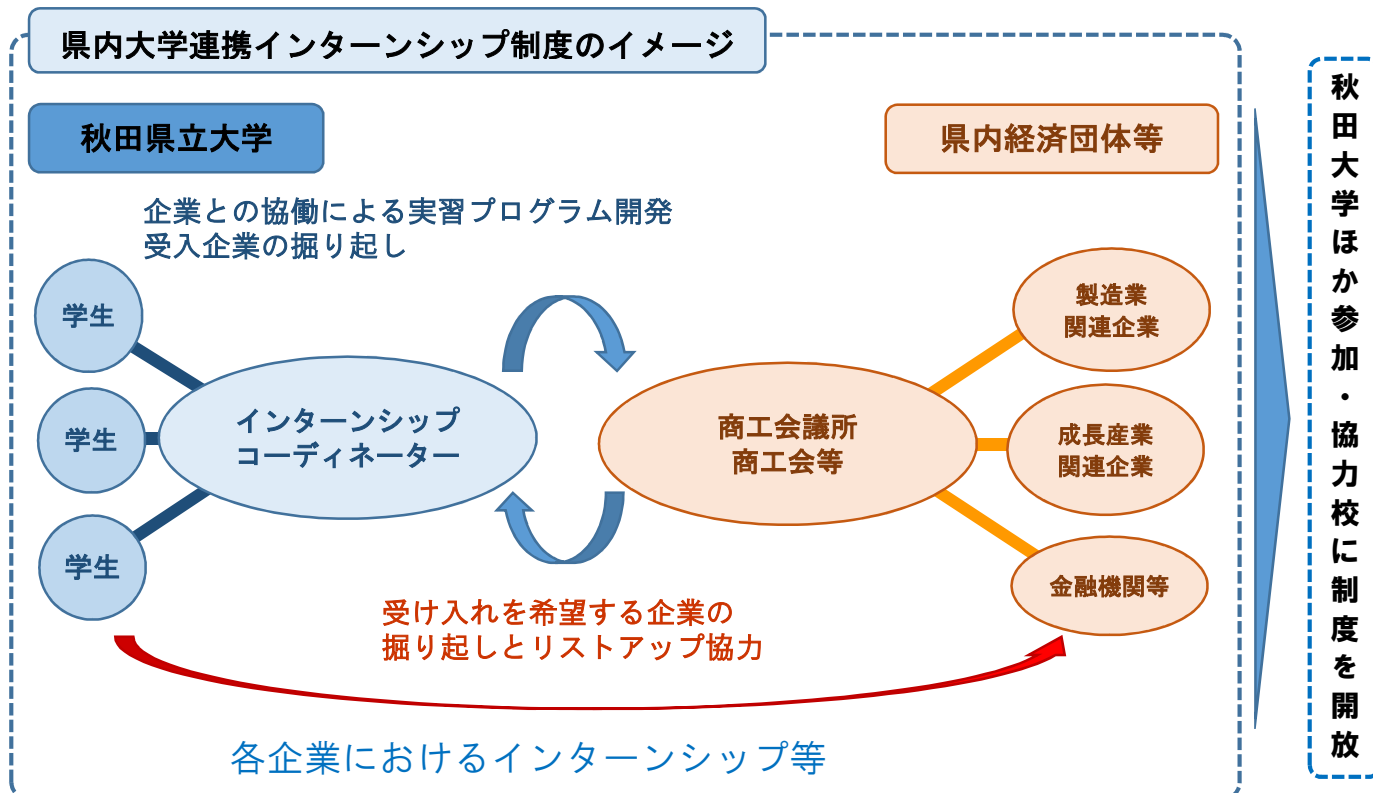 県内大学連携インターンシップ制度のイメージ
秋田県立大学
県内経済団体等
企業との協働による実習プログラム開発
受入企業の掘り起し
学生
学生
学生
インターンシップ
コーディネーター
商工会議所
商工会等
製造業
関連企業
成長産業
関連企業
金融機関等
受け入れを希望する企業の
掘り起しとリストアップ協力
各企業におけるインターンシップ等
秋田大学ほか参加・協力校に制度を開放